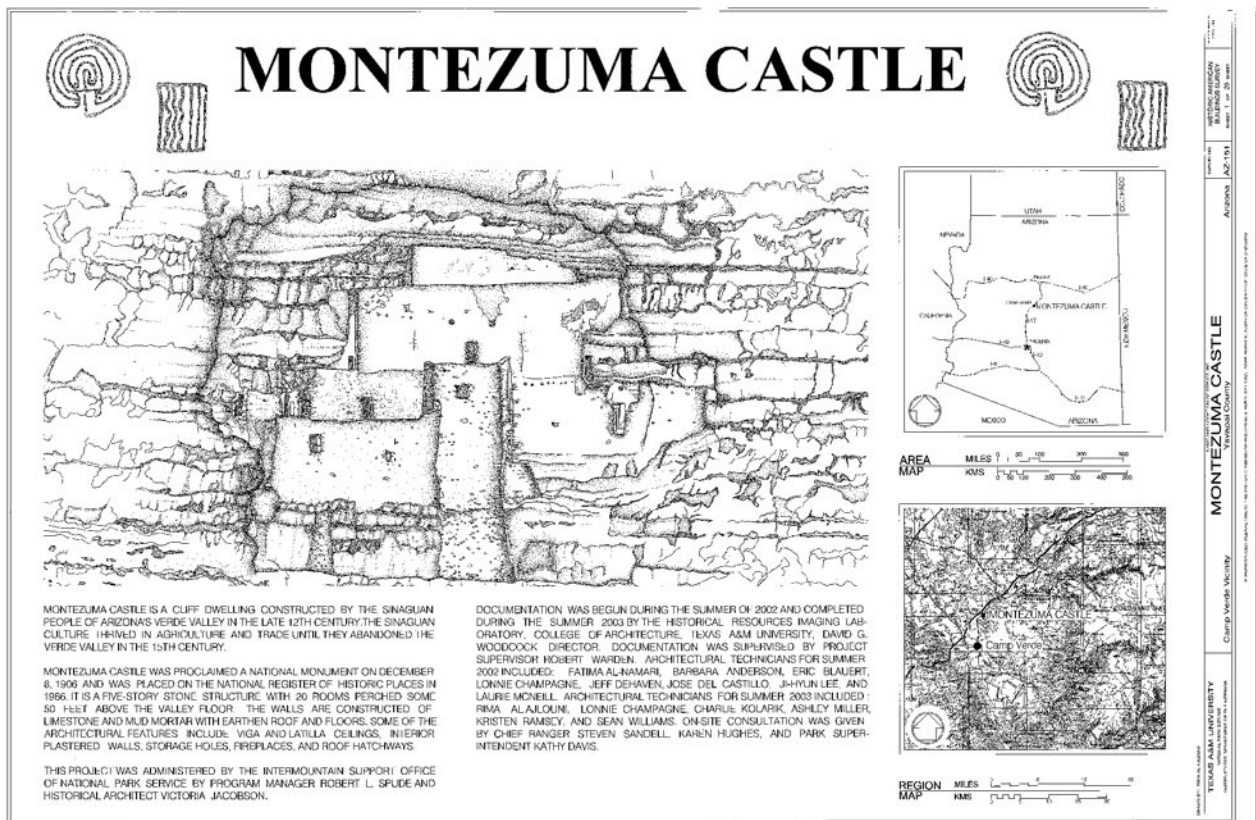 MONTEZUMA CASTLE
MONTEZUMA CASTLE IS A CLIFF DWELLING CONSTRUCTED BY THE SINAGUAN
PEOPLE OF ARIZONA'S VERDE VALLEY IN THE LATE 12TH CENTURY. THE SINAGUAN
CULTURE THRIVED IN AGRICULTURE AND TRADE UNTIL THEY ABANDONED THE
VERDE VALLEY IN THE 15TH CENTURY.
MONTEZUMA CASTLE WAS PROCLAIMED A NATIONAL MONUMENT ON DECEMBER
8, 1906 AND WAS PLACED ON THE NATIONAL REGISTER OF HISTORIC PLACES IN
1966. IT IS A FIVE-STORY STONE STRUCTURE WITH 20 ROOMS PERCHED SOME
50 FEET ABOVE THE VALLEY FLOOR. THE WALLS ARE CONSTRUCTED OF
LIMESTONE AND MUD MORTAR WITH EARTHEN ROOF AND FLOORS. SOME OF THE
ARCHITECTURAL FEATURES INCLUDE VIGA AND LATILLA CEILINGS, INTERIOR
PLASTERED WALLS, STORAGE HOLES, FIREPLACES, AND ROOF HATCHWAYS.
THIS PROJECT WAS ADMINISTERED BY THE INTERMOUNTAIN SUPPORT OFFICE
OF NATIONAL PARK SERVICE BY PROGRAM MANAGER ROBERT L. SPUDE AND
HISTORICAL ARCHITECT VICTORIA JACOBSON.
DOCUMENTATION WAS BEGUN DURING THE SUMMER OF 2002 AND COMPLETED
DURING THE SUMMER 2003 BY THE HISTORICAL RESOURCES IMAGING LAB-
ORATORY, COLLEGE OF ARCHITECTURE, TEXAS A&M UNIVERSITY, DAVID G.
WOODCOCK DIRECTOR. DOCUMENTATION WAS SUPERVISED BY PROJECT
SUPERVISOR ROBERT WARDEN. ARCHITECTURAL TECHNICIANS FOR SUMMER
2002 INCLUDED: FATIMA AL-NAMARI, BARBARA ANDERSON, ERIC BLAUERT,
LONNIE CHAMPAGNE, JEFF DEHAVEN, JOSE DEL CASTILLO, JI-HYUN LEE, AND
LAURIE MCNEILL. ARCHITECTURAL TECHNICIANS FOR SUMMER 2003 INCLUDED :
RIMA ALAJLOUNI, LONNIE CHAMPAGNE, CHARLIE KOLARIK, ASHLEY MILLER,
KRISTEN RAMSEY, AND SEAN WILLIAMS. ON-SITE CONSULTATION WAS GIVEN
BY CHIEF RANGER STEVEN SANDELL, KAREN HUGHES, AND PARK SUPER-
INTENDENT KATHY DAVIS.
UTAH
ARIZONA
COLORADO
NEVADA
MONTEZUMA CASTLE
CALIFORNIA
NEW MEXICO
MEXICO
ARIZONA
AREA MILES
MAP KMS
MONTEZUMA CASTLE
Camp Verde
REGION MILES
MAP KMS
HISTORIC AMERICAN
BUILDINGS SURVEY
SHEET 1 OF 29 SHEETS
AZ-151
Arizona
MONTEZUMA CASTLE
Yavapai County
Camp Verde Vicinity
TEXAS A&M UNIVERSITY